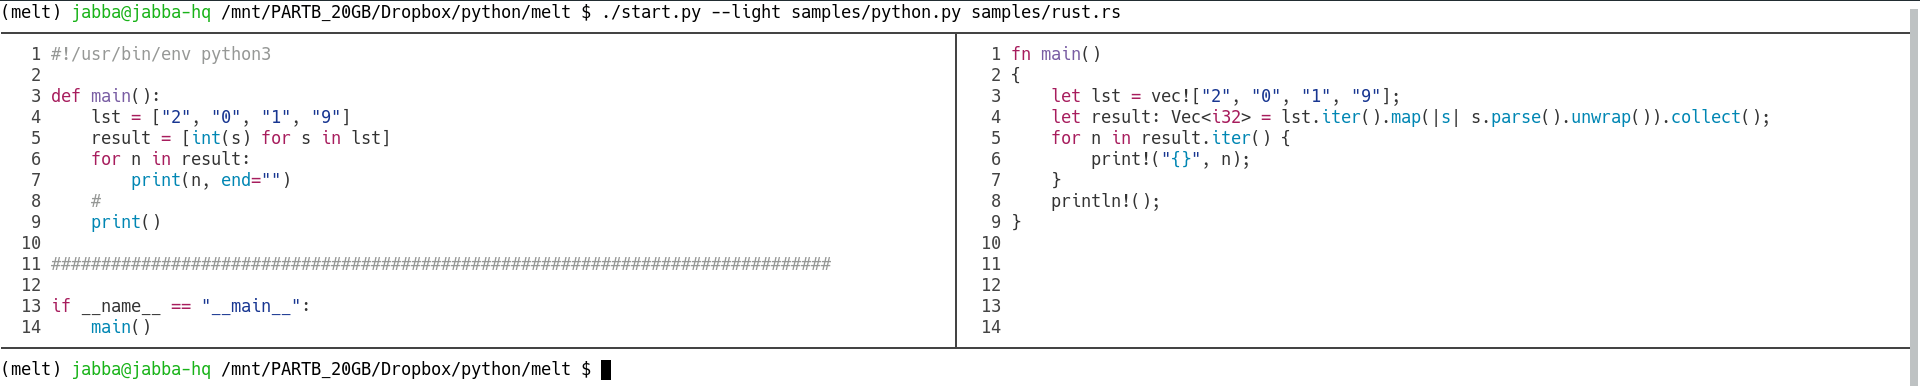 (melt) jabba@jabba-hq /mnt/PARTB_20GB/Dropbox/python/melt $ ./start.py --light samples/python.py samples/rust.rs
1 #!/usr/bin/env python3
2
3 def main():
4     lst = ["2", "0", "1", "9"]
5     result = [int(s) for s in lst]
6     for n in result:
7         print(n, end="")
8     #
9     print()
10
11 ##############################################################################
12
13 if __name__ == "__main__":
14     main()
1 fn main()
2 {
3     let lst = vec!["2", "0", "1", "9"];
4     let result: Vec<i32> = lst.iter().map(|s| s.parse().unwrap()).collect();
5     for n in result.iter() {
6         print!("{}", n);
7     }
8     println!();
9 }
10
11
12
13
14
(melt) jabba@jabba-hq /mnt/PARTB_20GB/Dropbox/python/melt $